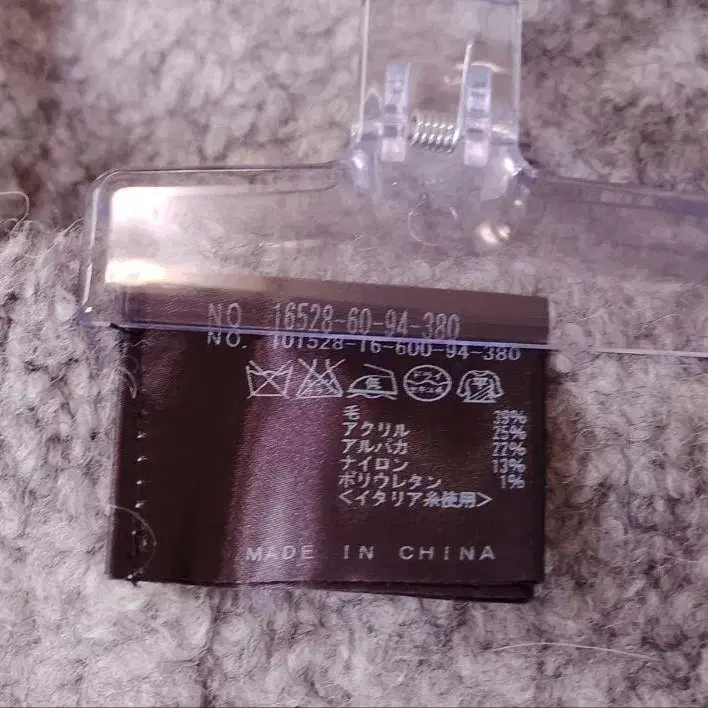 NO 16528-60-94-380
NO. 101528-16-600-94-380
毛 39%
アクリル 25%
アルパカ 22%
ナイロン 13%
ポリウレタン 1%
<イタリア糸使用>
MADE IN CHINA